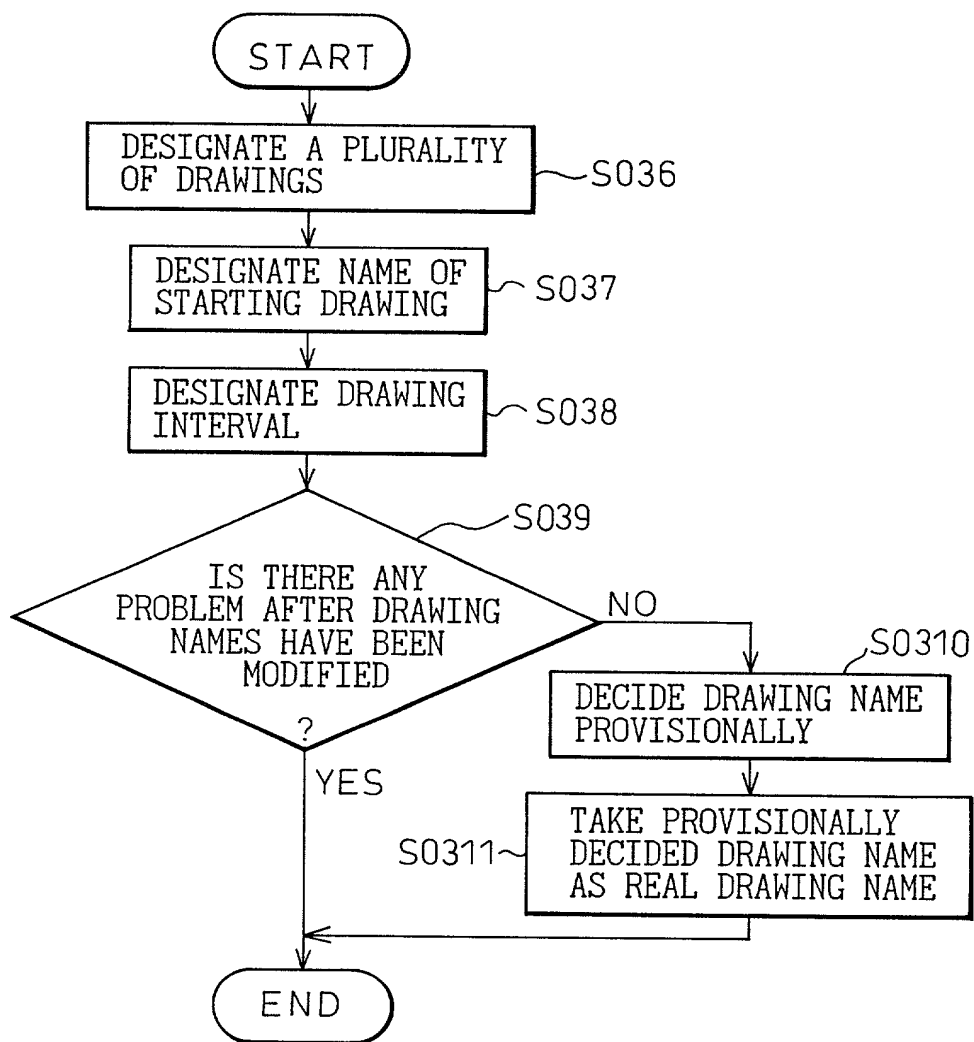 START
DESIGNATE A PLURALITY
OF DRAWINGS
S036
DESIGNATE NAME OF
STARTING DRAWING
S037
DESIGNATE DRAWING
INTERVAL
S038
S039
IS THERE ANY
PROBLEM AFTER DRAWING
NAMES HAVE BEEN
MODIFIED
?
NO
YES
S0310
DECIDE DRAWING NAME
PROVISIONALLY
S0311
TAKE PROVISIONALLY
DECIDED DRAWING NAME
AS REAL DRAWING NAME
END